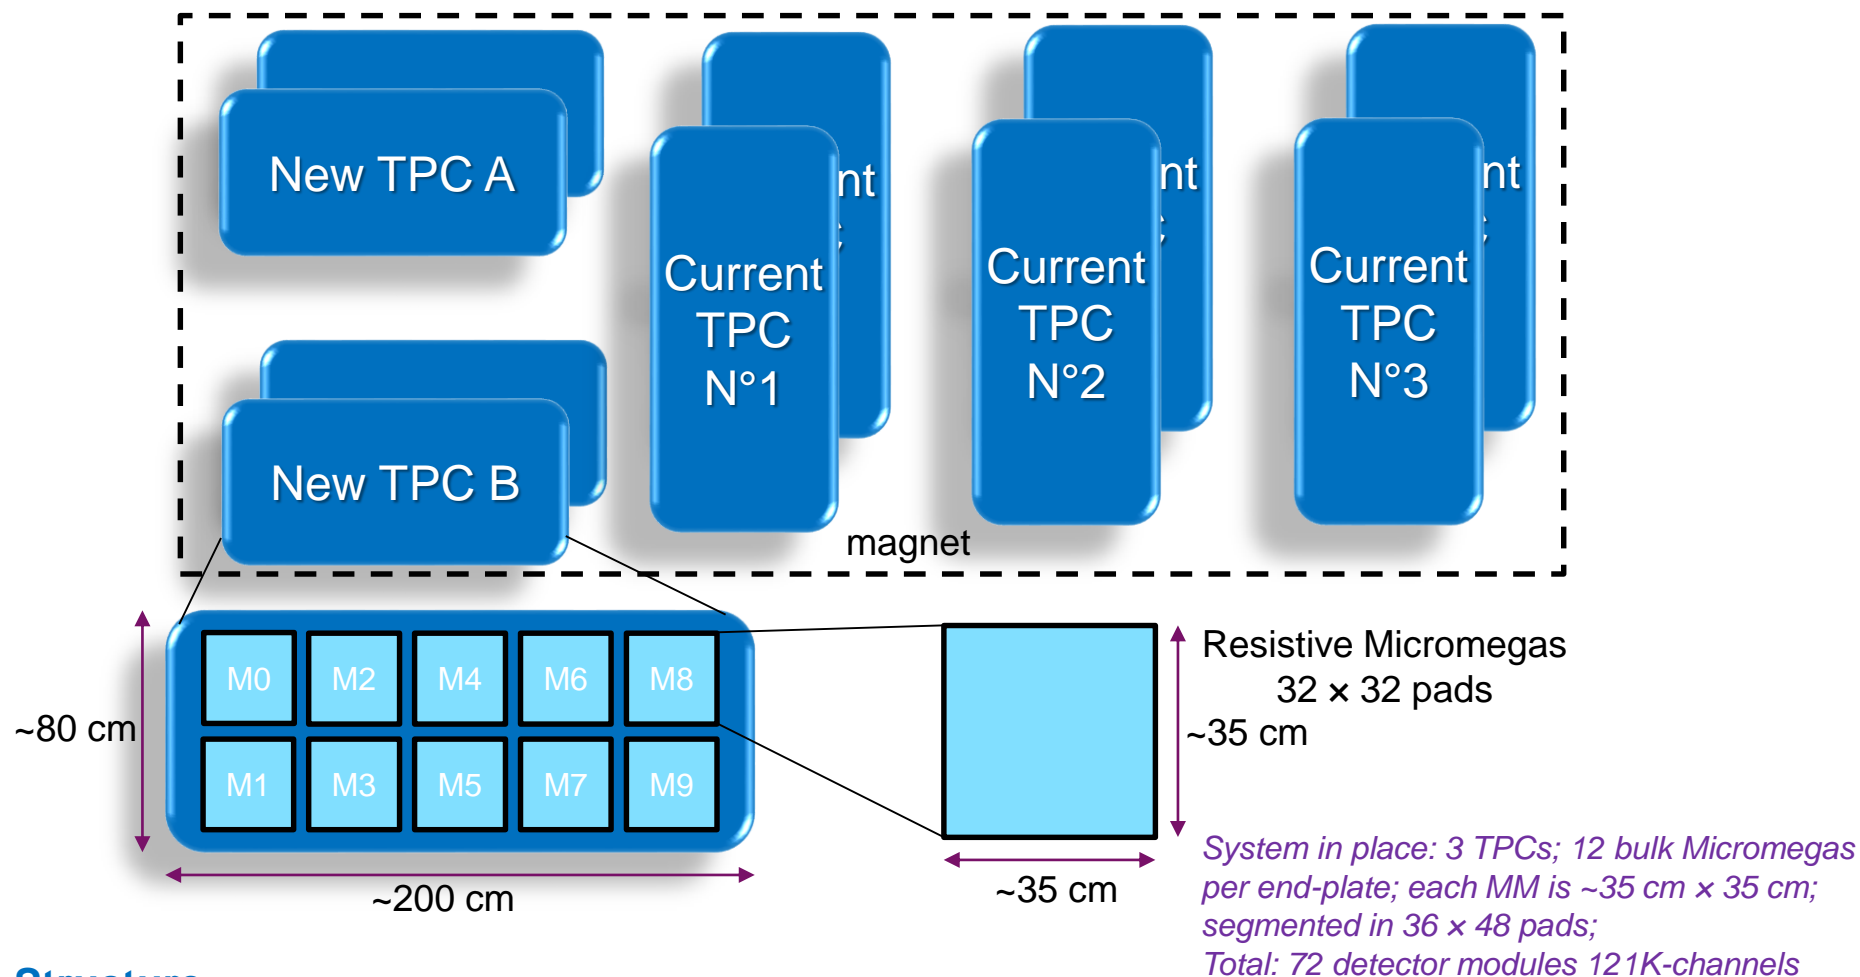 New TPC A
nt
Current
TPC
N°1
nt
Current
TPC
N°2
nt
Current
TPC
N°3
New TPC B
magnet
M0 M2 M4 M6 M8
M1 M3 M5 M7 M9
~80 cm
~200 cm
Resistive Micromegas
32 × 32 pads
~35 cm
~35 cm
System in place: 3 TPCs; 12 bulk Micromegas
per end-plate; each MM is ~35 cm × 35 cm;
segmented in 36 × 48 pads;
Total: 72 detector modules 121K-channels